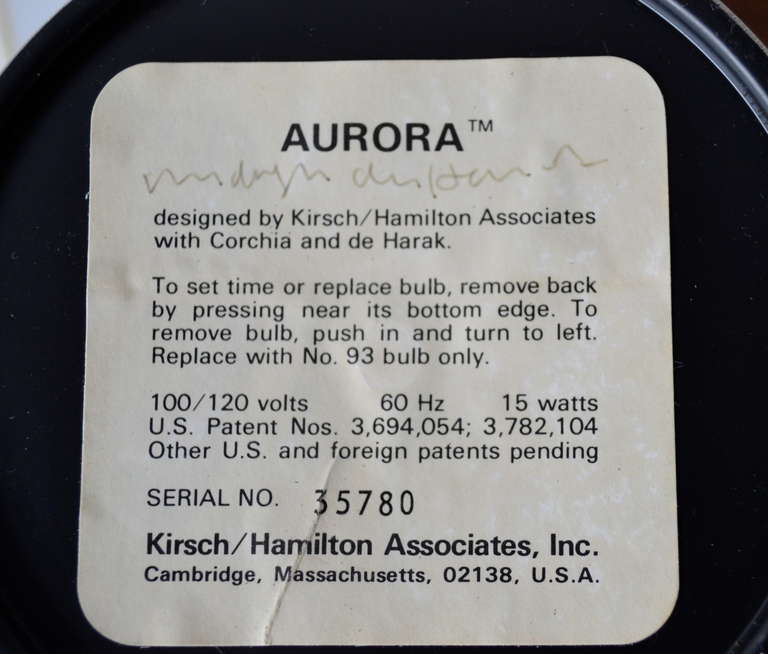 AURORA™
designed by Kirsch/Hamilton Associates
with Corchia and de Harak.
To set time or replace bulb, remove back
by pressing near its bottom edge. To
remove bulb, push in and turn to left.
Replace with No. 93 bulb only.
100/120 volts 60 Hz 15 watts
U.S. Patent Nos. 3,694,054; 3,782,104
Other U.S. and foreign patents pending
SERIAL NO. 35780
Kirsch/Hamilton Associates, Inc.
Cambridge, Massachusetts, 02138, U.S.A.